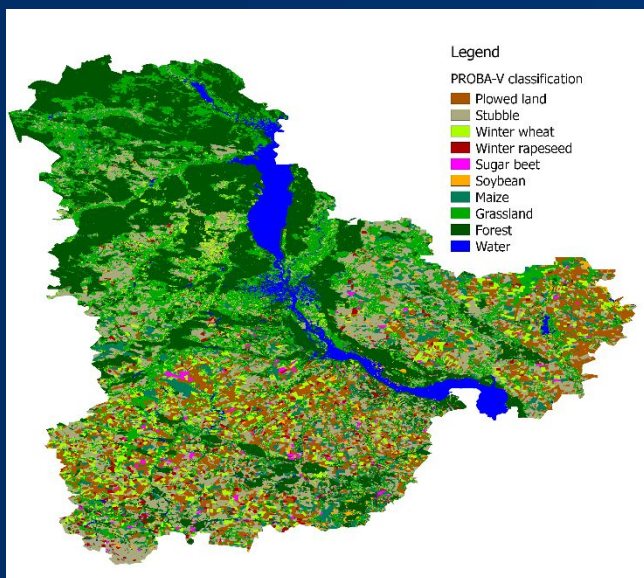 Legend
PROBA-V classification
Plowed land
Stubble
Winter wheat
Winter rapeseed
Sugar beet
Soybean
Maize
Grassland
Forest
Water